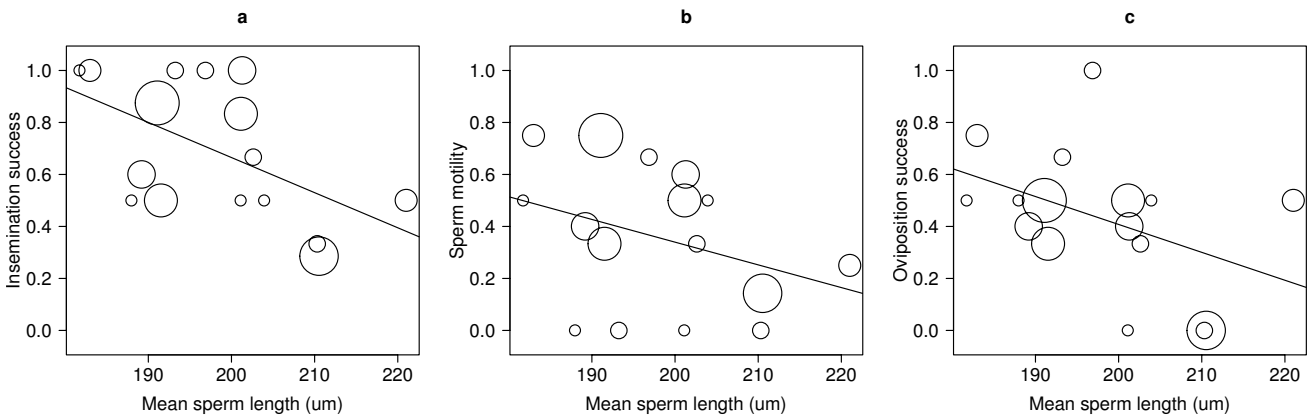 a
Insemination success
1.0
0.8
0.6
0.4
0.2
0.0
190 200 210 220
Mean sperm length (um)
b
Sperm motility
1.0
0.8
0.6
0.4
0.2
0.0
190 200 210 220
Mean sperm length (um)
c
Oviposition success
1.0
0.8
0.6
0.4
0.2
0.0
190 200 210 220
Mean sperm length (um)